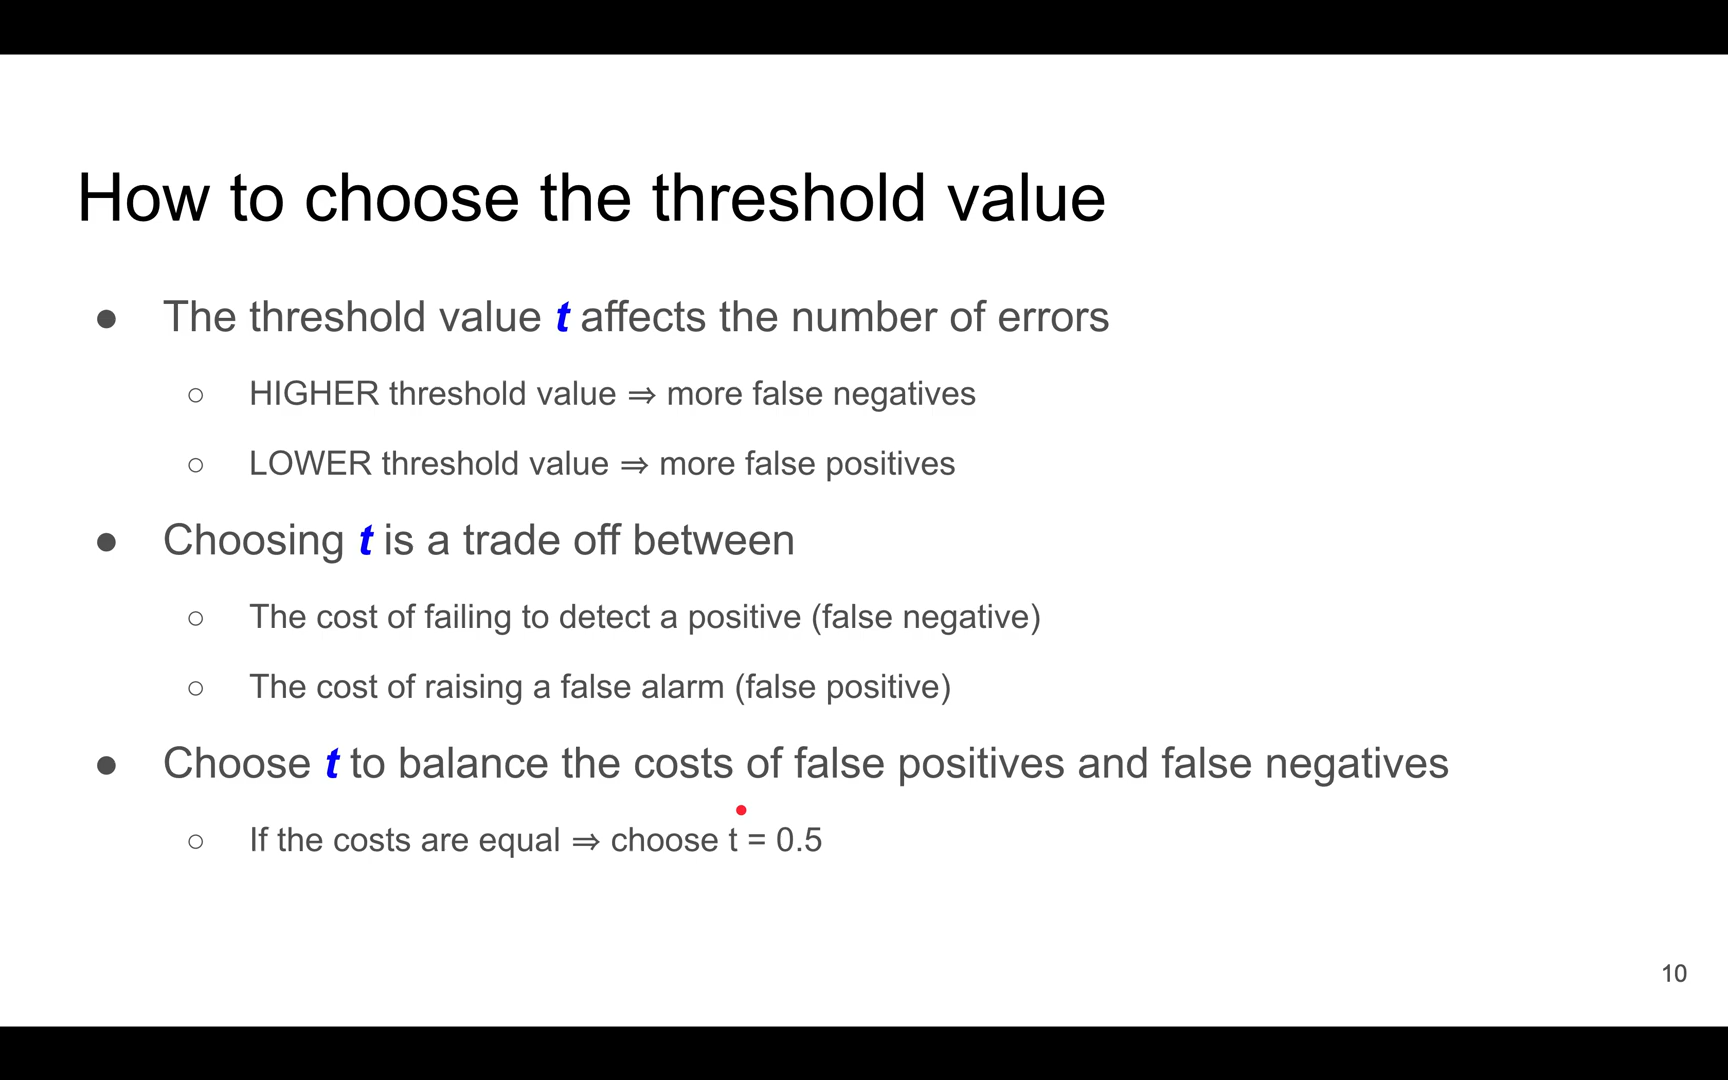 How to choose the threshold value
● The threshold value t affects the number of errors
○ HIGHER threshold value ⇒ more false negatives
○ LOWER threshold value ⇒ more false positives
● Choosing t is a trade off between
○ The cost of failing to detect a positive (false negative)
○ The cost of raising a false alarm (false positive)
● Choose t to balance the costs of false positives and false negatives
○ If the costs are equal ⇒ choose t = 0.5
10